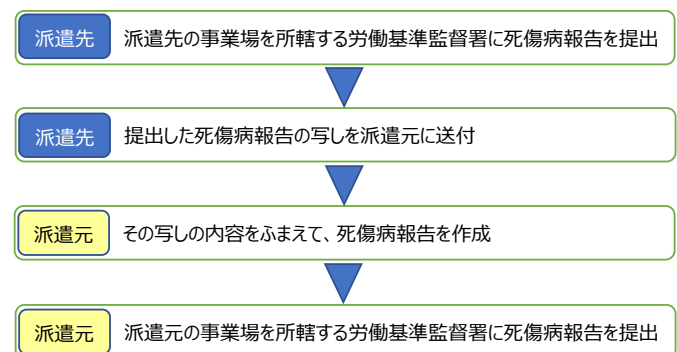 派遣先 派遣先の事業場を所轄する労働基準監督署に死傷病報告を提出
派遣先 提出した死傷病報告の写しを派遣元に送付
派遣元 その写しの内容をふまえて、死傷病報告を作成
派遣元 派遣元の事業場を所轄する労働基準監督署に死傷病報告を提出